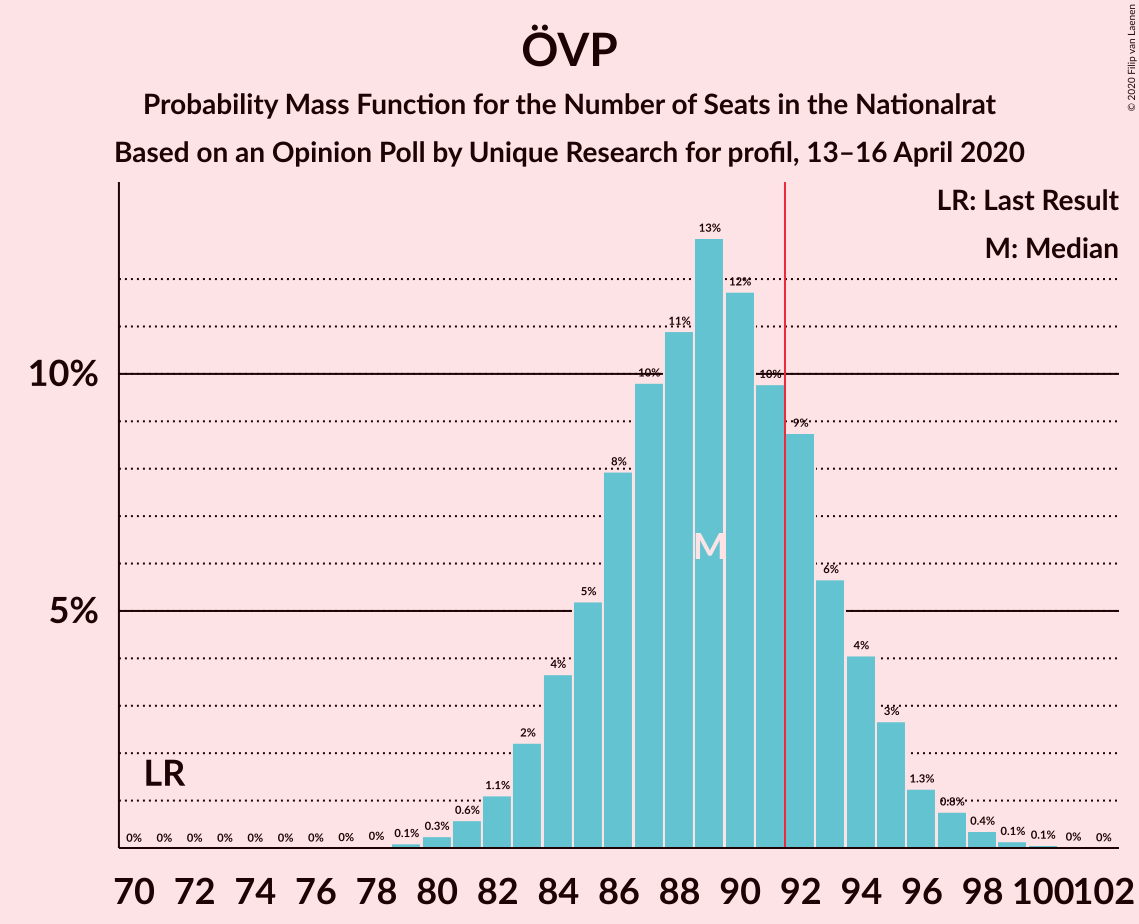 ÖVP
Probability Mass Function for the Number of Seats in the Nationalrat
Based on an Opinion Poll by Unique Research for profil, 13–16 April 2020
© 2020 Filip van Laenen
LR: Last Result
M: Median
13%
12%
11%
10%
10%
10%
9%
8%
M
6%
5%
5%
4%
4%
3%
2%
LR
1.3%
1.1%
0.8%
0.6%
0.4%
0.3%
0% 0% 0% 0% 0% 0% 0% 0% 0% 0.1% 0.1% 0.1% 0% 0%
70 72 74 76 78 80 82 84 86 88 90 92 94 96 98 100 102